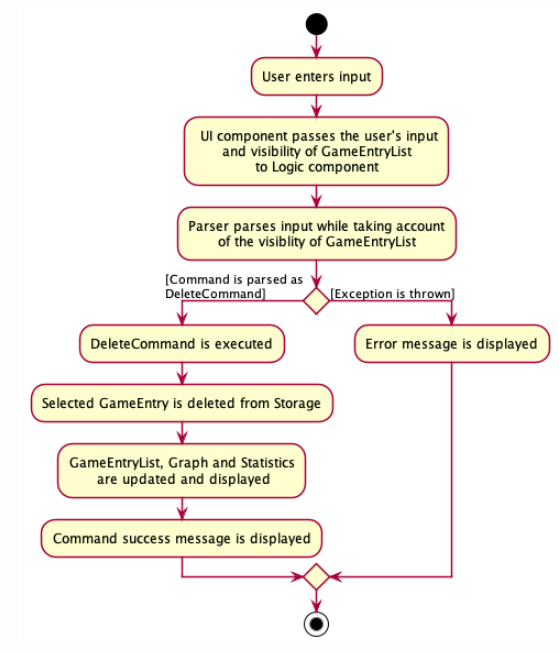 User enters input
UI component passes the user's input
and visibility of GameEntryList
to Logic component
Parser parses input while taking account
of the visiblity of GameEntryList
[Command is parsed as
DeleteCommand]
[Exception is thrown]
DeleteCommand is executed
Error message is displayed
Selected GameEntry is deleted from Storage
GameEntryList, Graph and Statistics
are updated and displayed
Command success message is displayed